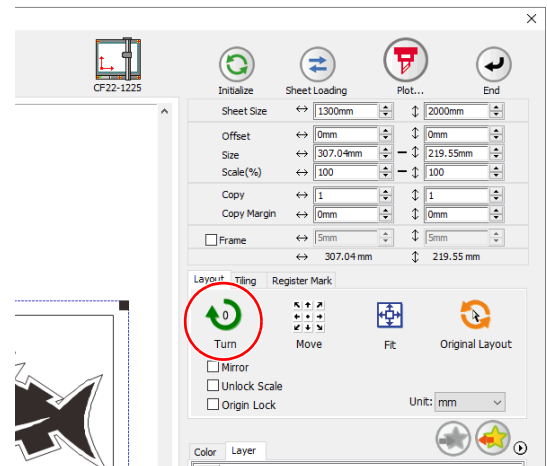 CF22-1225
Initialize Sheet Loading Plot... End
Sheet Size 1300mm 2000mm
Offset 0mm 0mm
Size 307.04mm 219.55mm
Scale(%) 100 100
Copy 1 1
Copy Margin 0mm 0mm
Frame 5mm 5mm
307.04 mm 219.55 mm
Layout Tiling Register Mark
0
Turn Move Fit Original Layout
Mirror
Unlock Scale
Origin Lock Unit: mm
Color Layer